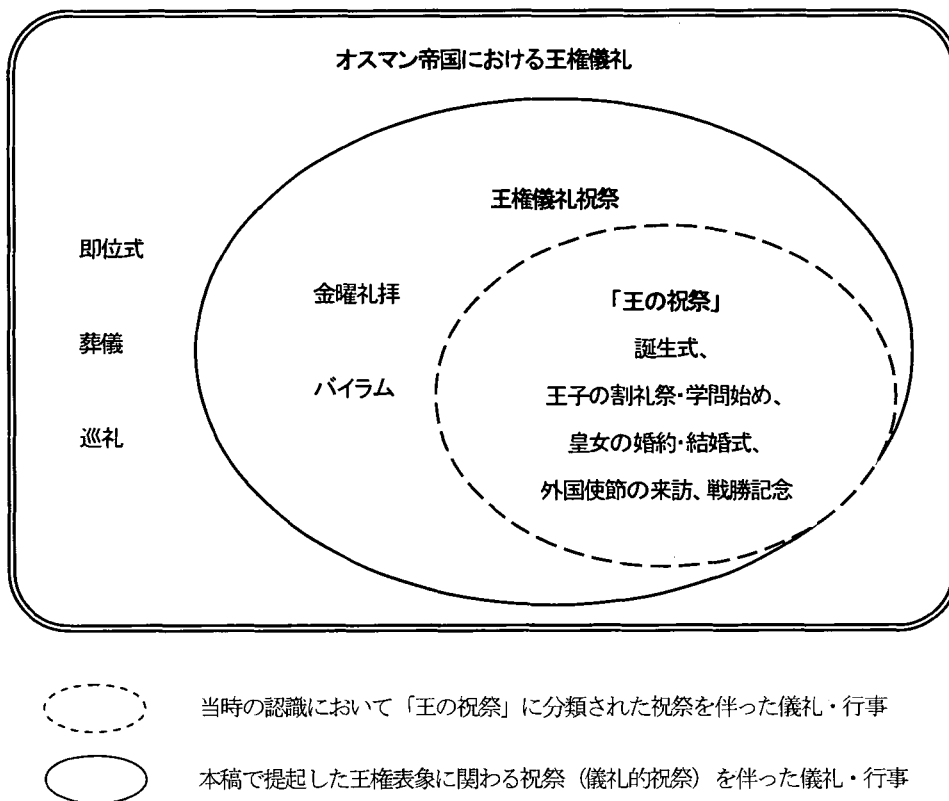 オスマン帝国における王権儀礼
王権儀礼祝祭
即位式
葬儀
巡礼
金曜礼拝
バイラム
「王の祝祭」
誕生式、
王子の割礼祭・学問始め、
皇女の婚約・結婚式、
外国使節の来訪、戦勝記念
当時の認識において「王の祝祭」に分類された祝祭を伴った儀礼・行事
本稿で提起した王権表象に関わる祝祭（儀礼的祝祭）を伴った儀礼・行事